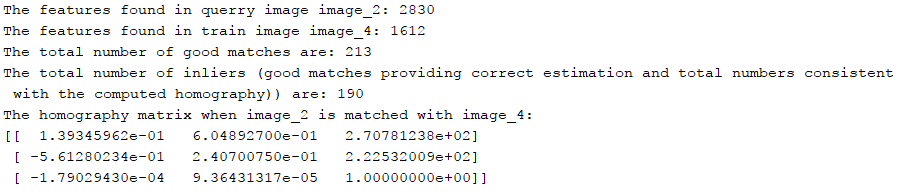 The features found in querry image image_2: 2830
The features found in train image image_4: 1612
The total number of good matches are: 213
The total number of inliers (good matches providing correct estimation and total numbers consistent
 with the computed homography)) are: 190
The homography matrix when image_2 is matched with image_4:
[[  1.39345962e-01   6.04892700e-01   2.70781238e+02]
 [ -5.61280234e-01   2.40700750e-01   2.22532009e+02]
 [ -1.79029430e-04   9.36431317e-05   1.00000000e+00]]